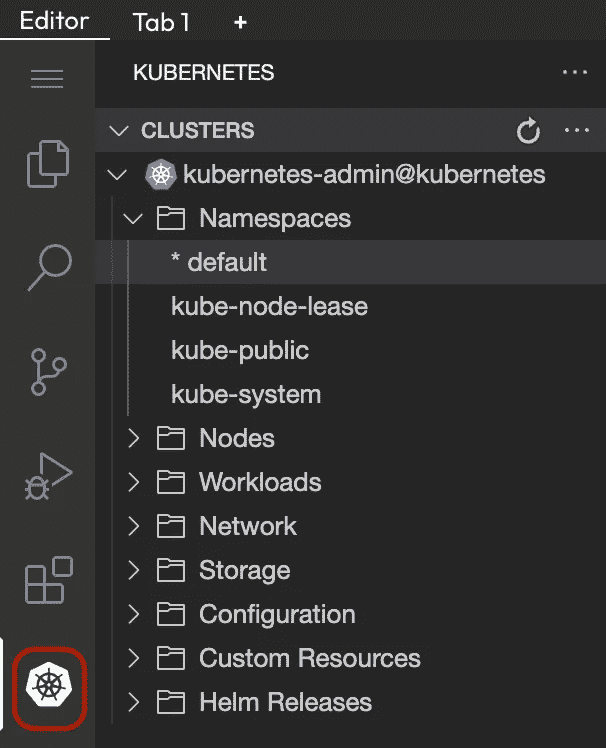 Editor Tab 1 +
KUBERNETES ...
CLUSTERS ...
kubernetes-admin@kubernetes
Namespaces
* default
kube-node-lease
kube-public
kube-system
Nodes
Workloads
Network
Storage
Configuration
Custom Resources
Helm Releases